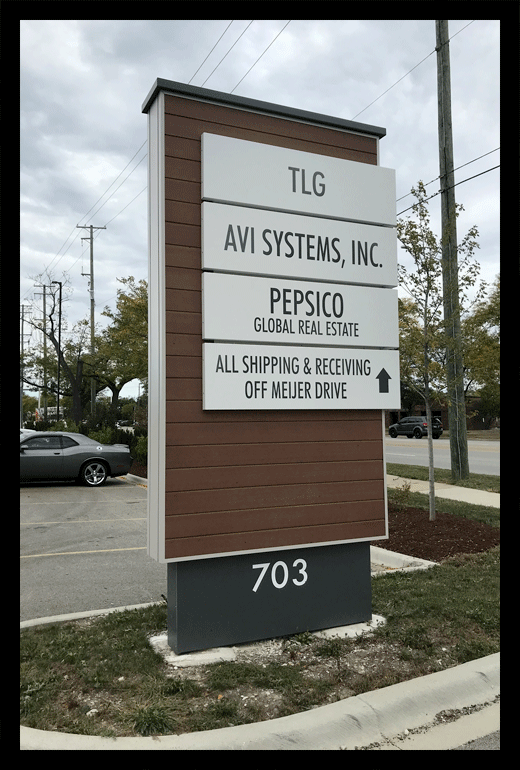 TLG
AVI SYSTEMS, INC.
PEPSICO
GLOBAL REAL ESTATE
ALL SHIPPING & RECEIVING
OFF MEIJER DRIVE
703